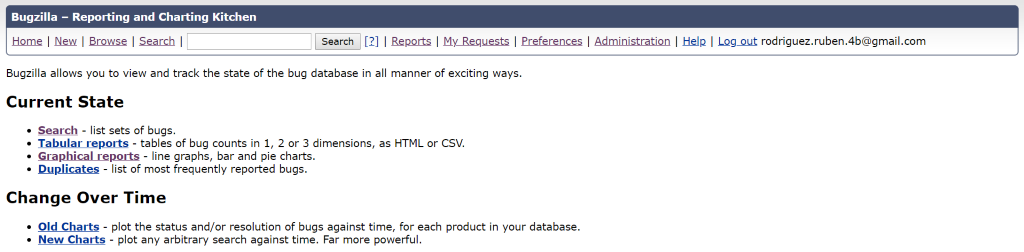 Bugzilla – Reporting and Charting Kitchen
Home | New | Browse | Search | Search [?] | Reports | My Requests | Preferences | Administration | Help | Log out rodriguez.ruben.4b@gmail.com
Bugzilla allows you to view and track the state of the bug database in all manner of exciting ways.
Current State
• Search - list sets of bugs.
• Tabular reports - tables of bug counts in 1, 2 or 3 dimensions, as HTML or CSV.
• Graphical reports - line graphs, bar and pie charts.
• Duplicates - list of most frequently reported bugs.
Change Over Time
• Old Charts - plot the status and/or resolution of bugs against time, for each product in your database.
• New Charts - plot any arbitrary search against time. Far more powerful.